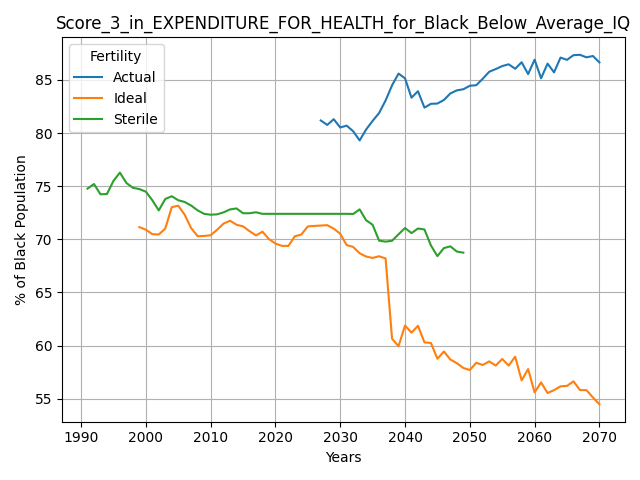 Score_3_in_EXPENDITURE_FOR_HEALTH_for_Black_Below_Average_IQ
Fertility
Actual
Ideal
Sterile
% of Black Population
85
80
75
70
65
60
55
1990
2000
2010
2020
2030
2040
2050
2060
2070
Years